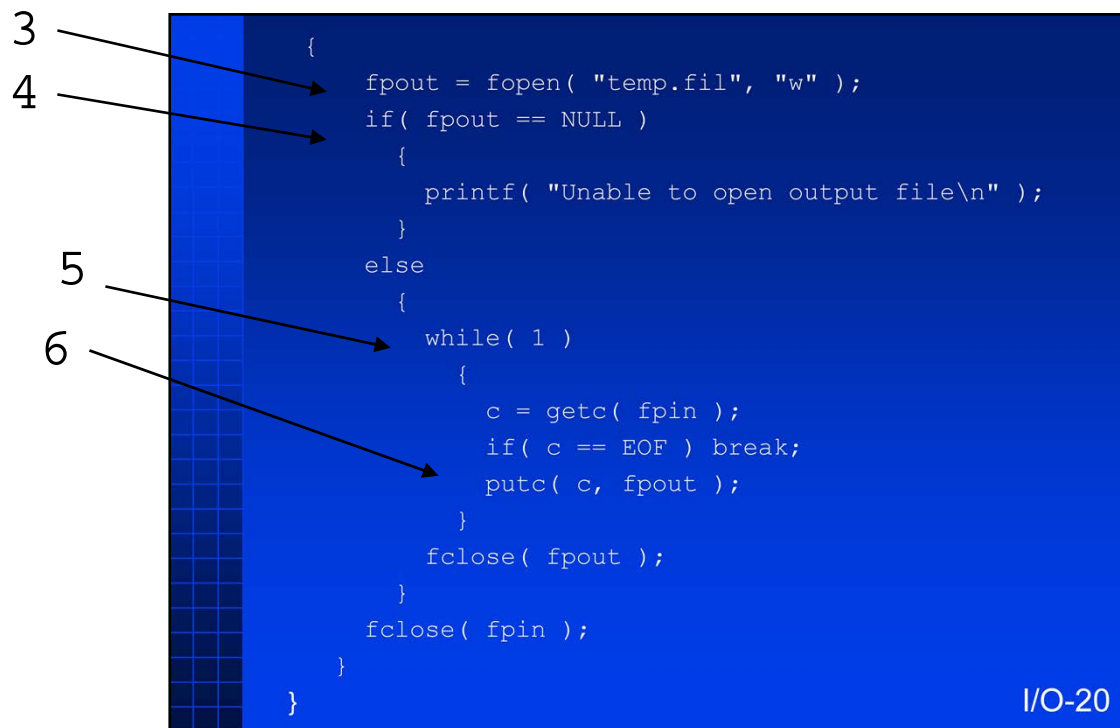 3
4
5
6
{
fpout = fopen( "temp.fil", "w" );
if( fpout == NULL )
{
printf( "Unable to open output file\n" );
}
else
{
while( 1 )
{
c = getc( fpin );
if( c == EOF ) break;
putc( c, fpout );
}
fclose( fpout );
}
fclose( fpin );
}
}
I/O-20